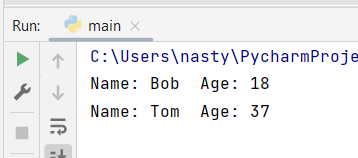 Run: main
C:\Users\nasty\PycharmProje
Name: Bob  Age: 18
Name: Tom  Age: 37